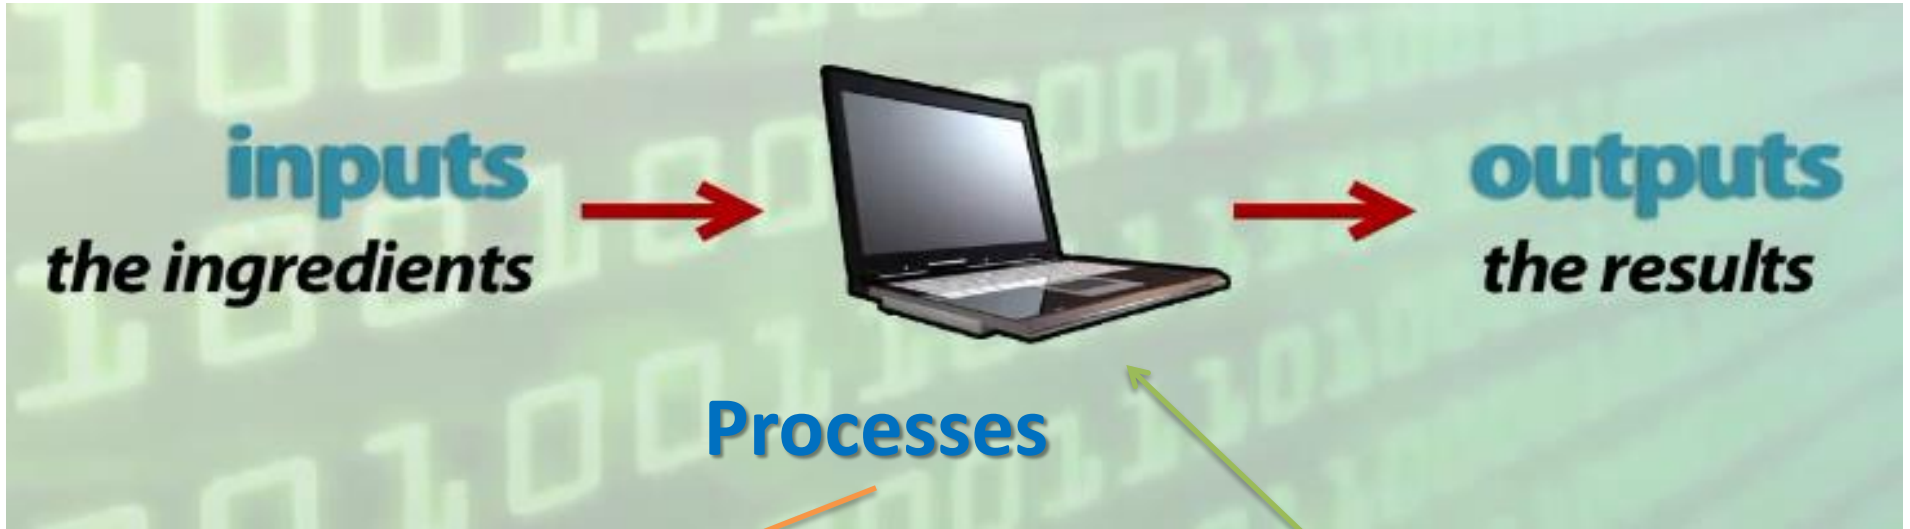 inputs
the ingredients
outputs
the results
Processes